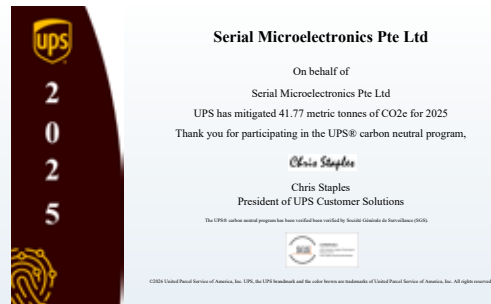 ups
2
0
2
5
Serial Microelectronics Pte Ltd
On behalf of
Serial Microelectronics Pte Ltd
UPS has mitigated 41.77 metric tonnes of CO2e for 2025
Thank you for participating in the UPS® carbon neutral program,
Chris Staples
Chris Staples
President of UPS Customer Solutions
The UPS® carbon neutral program has been verified been verified by Société Générale de Surveillance (SGS).
SGS
©2026 United Parcel Service of America, Inc. UPS, the UPS brandmark and the color brown are trademarks of United Parcel Service of America, Inc. All rights reserved.